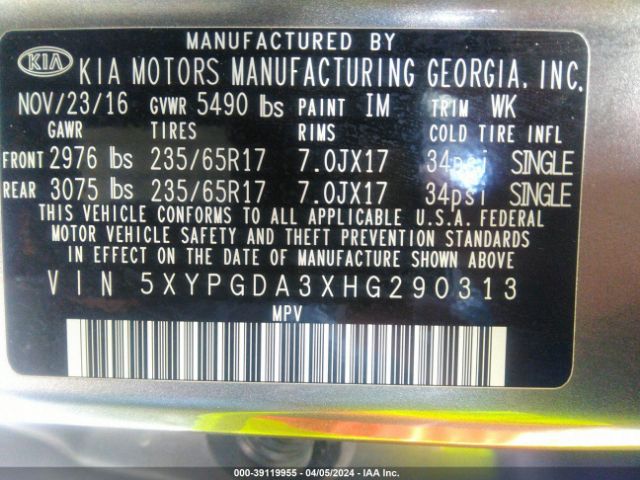 MANUFACTURED BY
KIA KIA MOTORS MANUFACTURING GEORGIA, INC.
NOV/23/16 GVWR 5490 lbs PAINT IM TRIM WK
GAWR TIRES RIMS COLD TIRE INFL
FRONT 2976 lbs 235/65R17 7.0JX17 34psi SINGLE
REAR 3075 lbs 235/65R17 7.0JX17 34psi SINGLE
THIS VEHICLE CONFORMS TO ALL APPLICABLE U.S.A. FEDERAL
MOTOR VEHICLE SAFETY AND THEFT PREVENTION STANDARDS
IN EFFECT ON THE DATE OF MANUFACTURE SHOWN ABOVE.
VIN 5XYPGDA3XHG290313
MPV
000-39119955 - 04/05/2024 - IAA Inc.